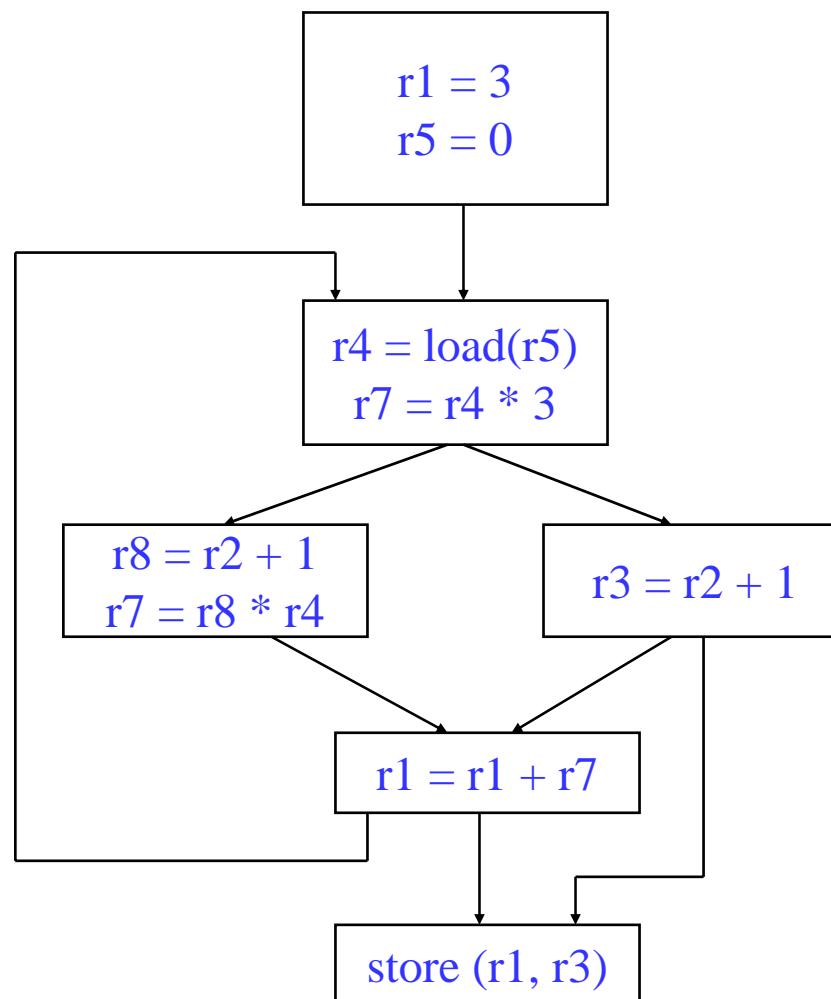 r1 = 3
r5 = 0
r4 = load(r5)
r7 = r4 * 3
r8 = r2 + 1
r7 = r8 * r4
r3 = r2 + 1
r1 = r1 + r7
store (r1, r3)